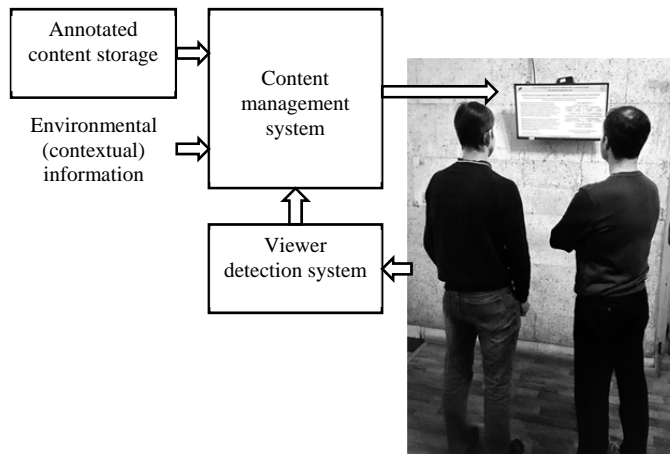 Annotated
content storage
Environmental
(contextual)
information
Content
management
system
Viewer
detection system